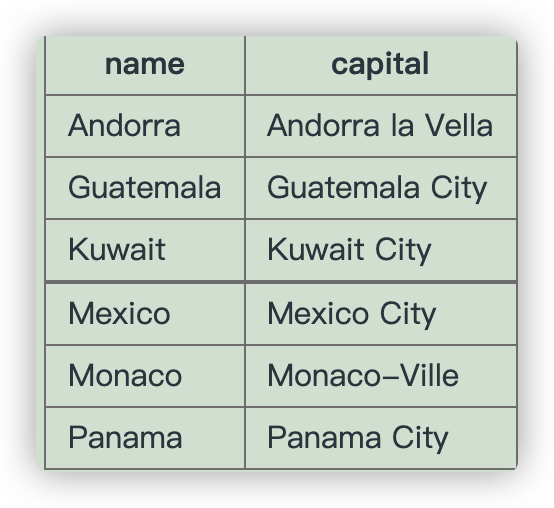 name capital
Andorra Andorra la Vella
Guatemala Guatemala City
Kuwait Kuwait City
Mexico Mexico City
Monaco Monaco–Ville
Panama Panama City